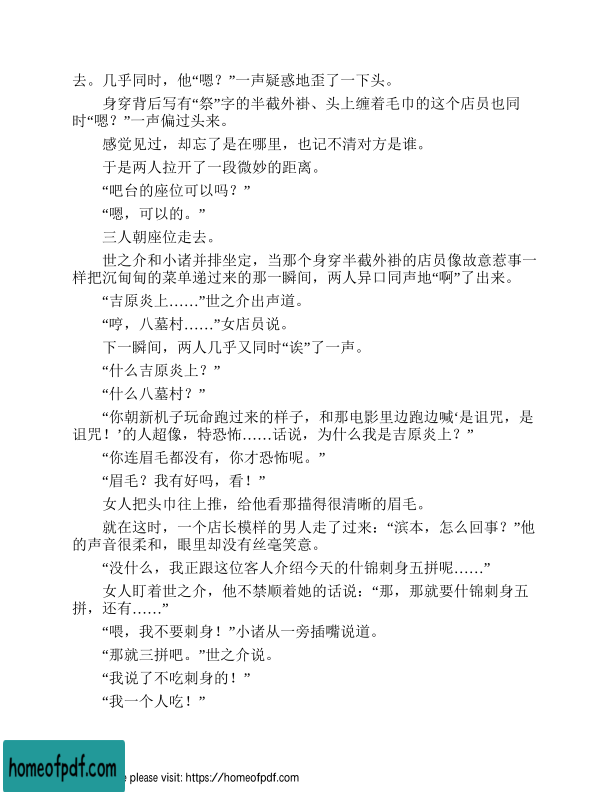 去。几乎同时，他“嗯？”一声疑惑地歪了一下头。
身穿背后写有“祭”字的半截外褂、头上缠着毛巾的这个店员也同
时“嗯？”一声偏过头来。
感觉见过，却忘了是在哪里，也记不清对方是谁。
于是两人拉开了一段微妙的距离。
“吧台的座位可以吗？”
“嗯，可以的。”
三人朝座位走去。
世之介和小诸并排坐定，当那个身穿半截外褂的店员像故意惹事一
样把沉甸甸的菜单递过来的那一瞬间，两人异口同声地“啊”了出来。
“吉原炎上……”世之介出声道。
“哼，八墓村……”女店员说。
下一瞬间，两人几乎又同时“诶”了一声。
“什么吉原炎上？”
“什么八墓村？”
“你朝新机子玩命跑过来的样子，和那电影里边跑边喊‘是诅咒，是
诅咒！’的人超像，特恐怖……话说，为什么我是吉原炎上？”
“你连眉毛都没有，你才恐怖呢。”
“眉毛？我有好吗，看！”
女人把头巾往上推，给他看那描得很清晰的眉毛。
就在这时，一个店长模样的男人走了过来：“滨本，怎么回事？”他
的声音很柔和，眼里却没有丝毫笑意。
“没什么，我正跟这位客人介绍今天的什锦刺身五拼呢……”
女人盯着世之介，他不禁顺着她的话说：“那，那就要什锦刺身五
拼，还有……”
“喂，我不要刺身！”小诸从一旁插嘴说道。
“那就三拼吧。”世之介说。
“我说了不吃刺身的！”
“我一个人吃！”
homeofpdf.com
e please visit: https://homeofpdf.com